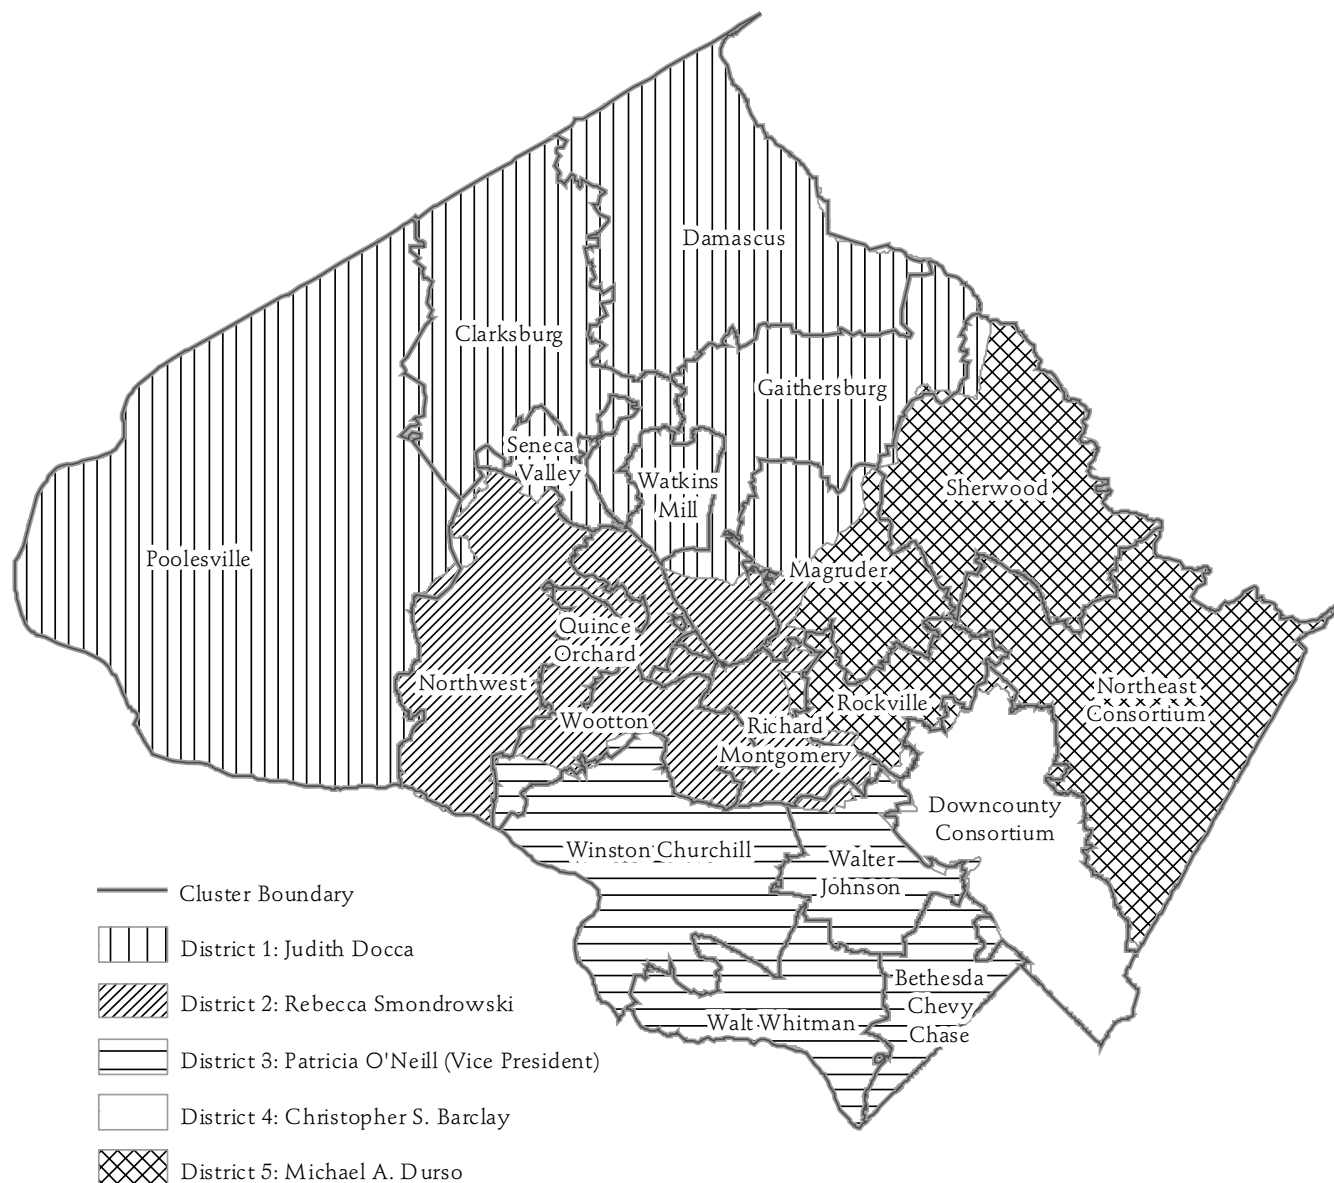 Damascus
Clarksburg
Gaithersburg
Seneca
Valley
Watkins
Mill
Sherwood
Poolesville
Magruder
Quince
Orchard
Northwest
Northeast
Consortium
Rockville
Wootton
Richard
Montgomery
Downcounty
Consortium
Winston Churchill
Walter
Johnson
Bethesda
Chevy
Chase
Walt Whitman
Cluster Boundary
District 1: Judith Docca
District 2: Rebecca Smondrowski
District 3: Patricia O'Neill (Vice President)
District 4: Christopher S. Barclay
District 5: Michael A. Durso